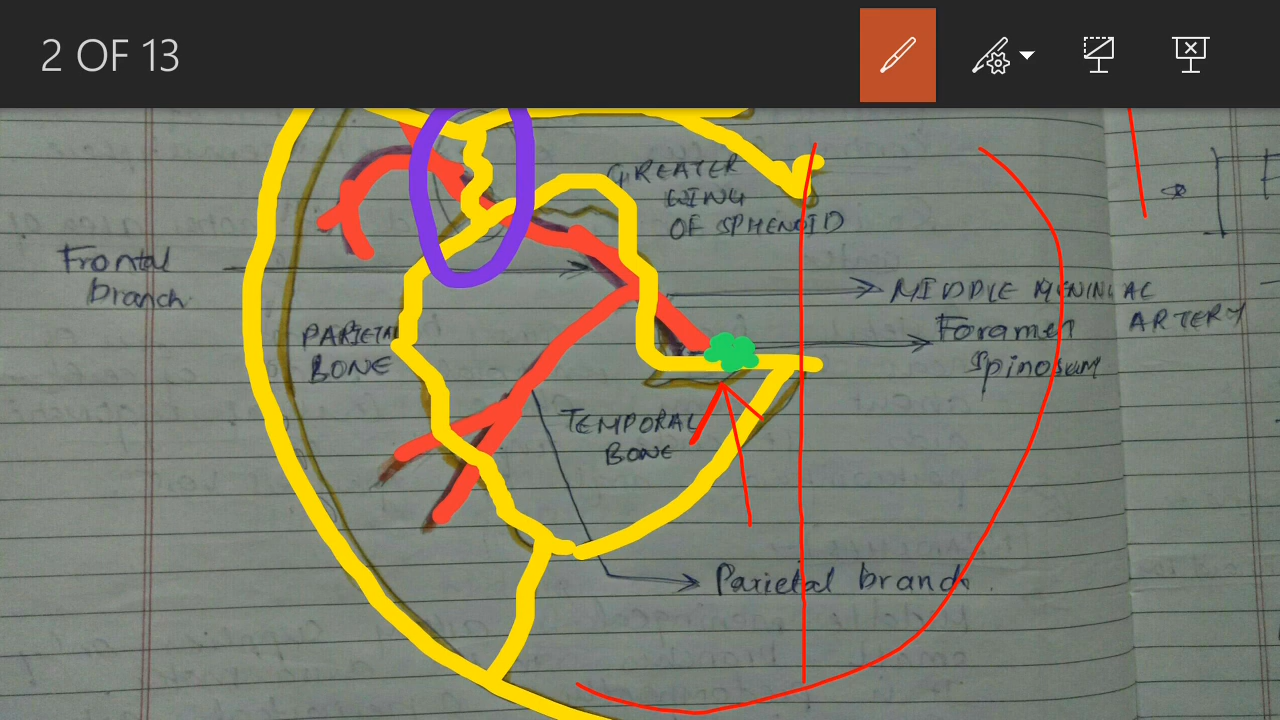 2 OF 13
GREATER
WING
OF SPHENOID
Frontal
branch
MIDDLE MENINGAL
ARTERY
PARIETAL
BONE
Foramen
Spinosum
TEMPORAL
BONE
Parietal branch.